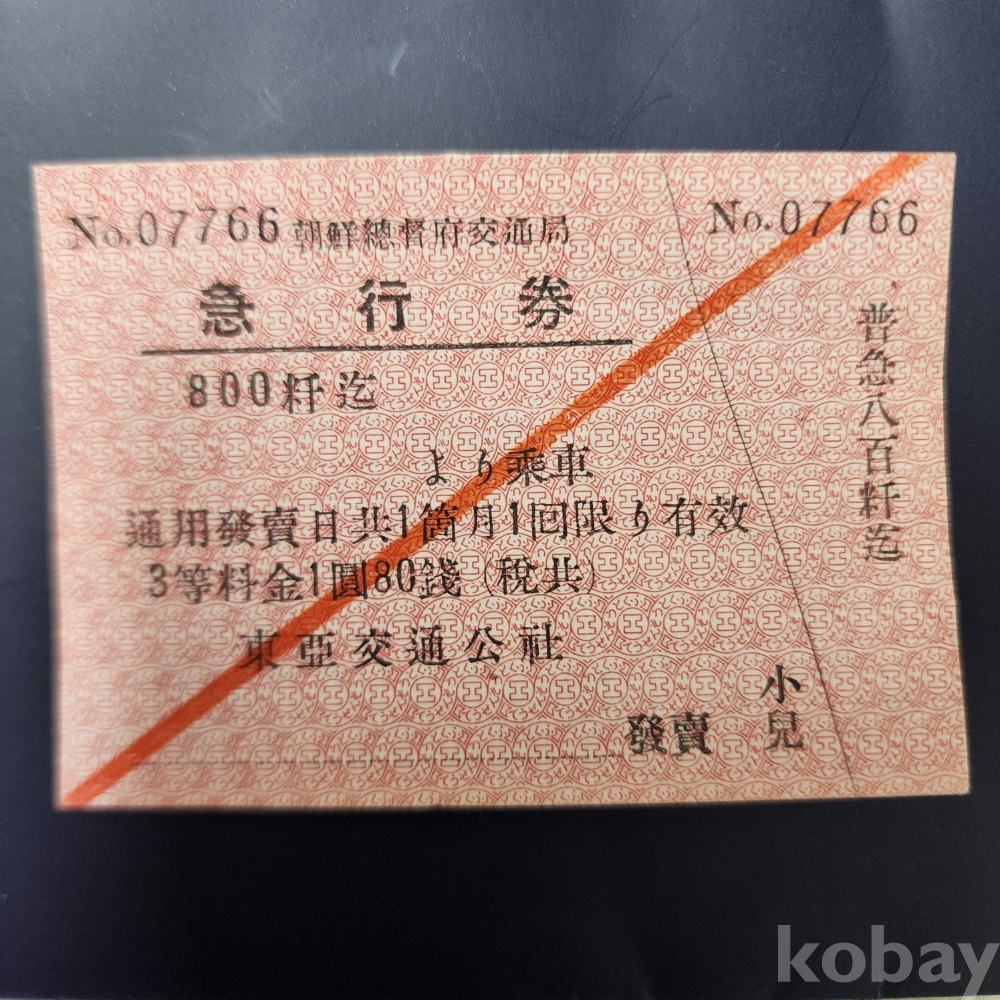 No.07766 朝鮮總督府交通局 No.07766
急行券
800粁迄
より乗車
通用發賣日共1箇月1回限り有效
3等料金1圓80錢(税共)
東亞交通公社
發賣
小兒
普急八百粁迄
kobay